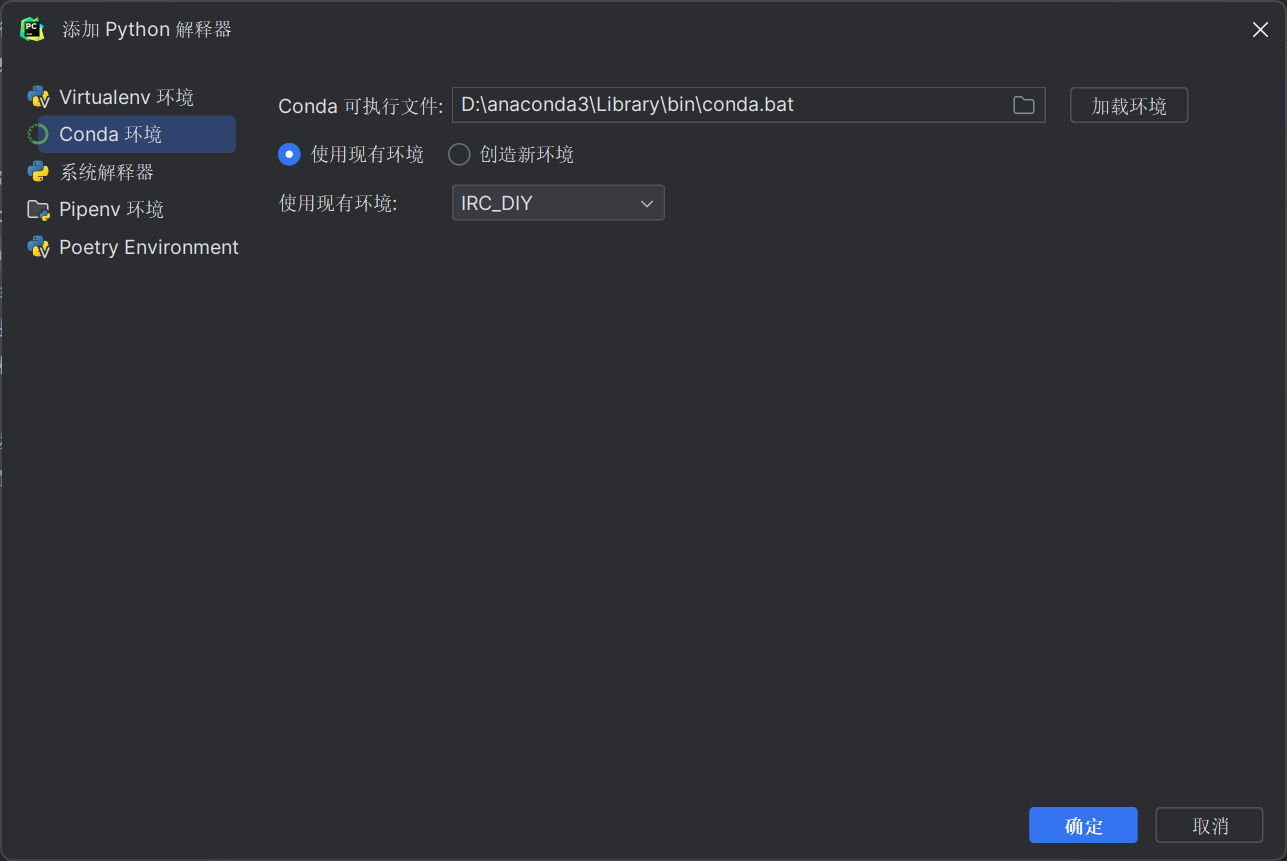 添加 Python 解释器
Virtualenv 环境
Conda 环境
系统解释器
Pipenv 环境
Poetry Environment
Conda 可执行文件: D:\anaconda3\Library\bin\conda.bat 加载环境
使用现有环境 创造新环境
使用现有环境: IRC_DIY
确定 取消